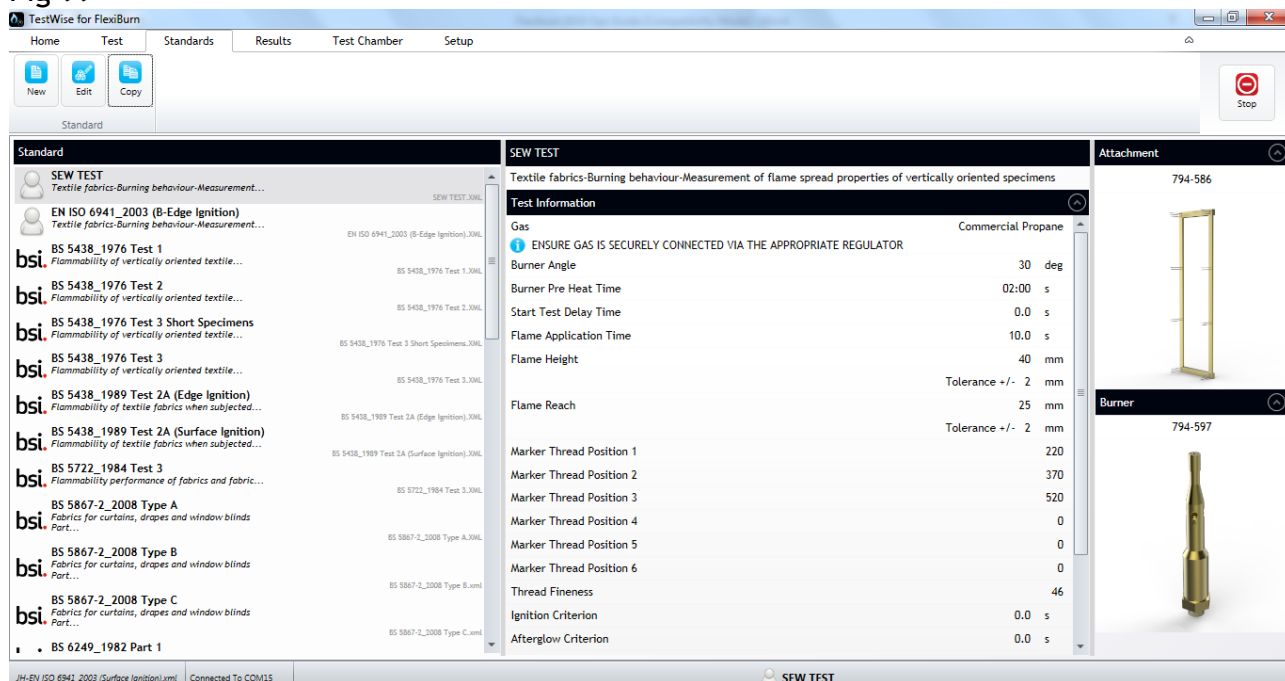 TestWise for FlexiBurn
Home Test Standards Results Test Chamber Setup
New Edit Copy
Stop
Standard
Standard
SEW TEST
Textile fabrics-Burning behaviour-Measurement...
SEW TEST.XML
EN ISO 6941_2003 (B-Edge Ignition)
Textile fabrics-Burning behaviour-Measurement...
EN ISO 6941_2003 (B-Edge Ignition).XML
bsi. BS 5438_1976 Test 1
Flammability of vertically oriented textile...
BS 5438_1976 Test 1.XML
bsi. BS 5438_1976 Test 2
Flammability of vertically oriented textile...
BS 5438_1976 Test 2.XML
bsi. BS 5438_1976 Test 3 Short Specimens
Flammability of vertically oriented textile...
BS 5438_1976 Test 3 Short Specimens.XML
bsi. BS 5438_1976 Test 3
Flammability of vertically oriented textile...
BS 5438_1976 Test 3.XML
bsi. BS 5438_1989 Test 2A (Edge Ignition)
Flammability of textile fabrics when subjected...
BS 5438_1989 Test 2A (Edge Ignition).XML
bsi. BS 5438_1989 Test 2A (Surface Ignition)
Flammability of textile fabrics when subjected...
BS 5438_1989 Test 2A (Surface Ignition).XML
bsi. BS 5722_1984 Test 3
Flammability performance of fabrics and fabric...
BS 5722_1984 Test 3.XML
bsi. BS 5867-2_2008 Type A
Fabrics for curtains, drapes and window blinds
Part...
BS 5867-2_2008 Type A.XML
bsi. BS 5867-2_2008 Type B
Fabrics for curtains, drapes and window blinds
Part...
BS 5867-2_2008 Type B.xml
bsi. BS 5867-2_2008 Type C
Fabrics for curtains, drapes and window blinds
Part...
BS 5867-2_2008 Type C.xml
BS 6249_1982 Part 1
SEW TEST
Textile fabrics-Burning behaviour-Measurement of flame spread properties of vertically oriented specimens
Test Information
Gas Commercial Propane
ENSURE GAS IS SECURELY CONNECTED VIA THE APPROPRIATE REGULATOR
Burner Angle 30 deg
Burner Pre Heat Time 02:00 s
Start Test Delay Time 0.0 s
Flame Application Time 10.0 s
Flame Height 40 mm
Tolerance +/- 2 mm
Flame Reach 25 mm
Tolerance +/- 2 mm
Marker Thread Position 1 220
Marker Thread Position 2 370
Marker Thread Position 3 520
Marker Thread Position 4 0
Marker Thread Position 5 0
Marker Thread Position 6 0
Thread Fineness 46
Ignition Criterion 0.0 s
Afterglow Criterion 0.0 s
Attachment
794-586
Burner
794-597
JH-EN ISO 6941_2003 (Surface Ignition).xml Connected To COM15 SEW TEST